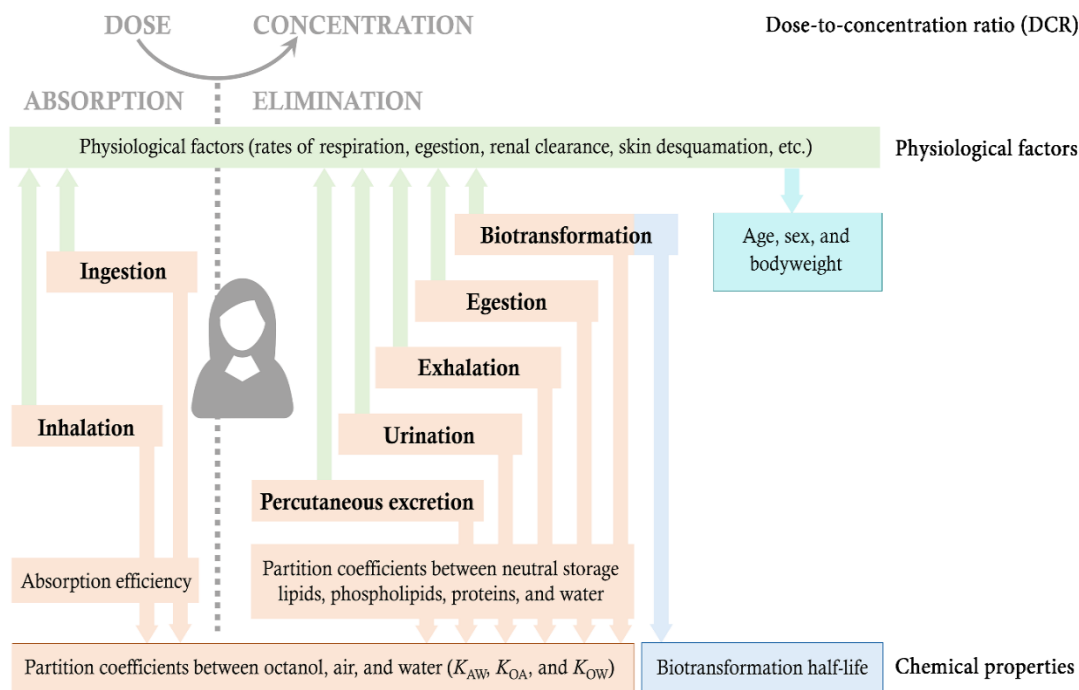 DOSE
CONCENTRATION
Dose-to-concentration ratio (DCR)
ABSORPTION
ELIMINATION
Physiological factors (rates of respiration, egestion, renal clearance, skin desquamation, etc.)
Physiological factors
Biotransformation
Age, sex, and
bodyweight
Ingestion
Egestion
Exhalation
Inhalation
Urination
Percutaneous excretion
Absorption efficiency
Partition coefficients between neutral storage
lipids, phospholipids, proteins, and water
Partition coefficients between octanol, air, and water (KAW, KOA, and KOW)
Biotransformation half-life
Chemical properties